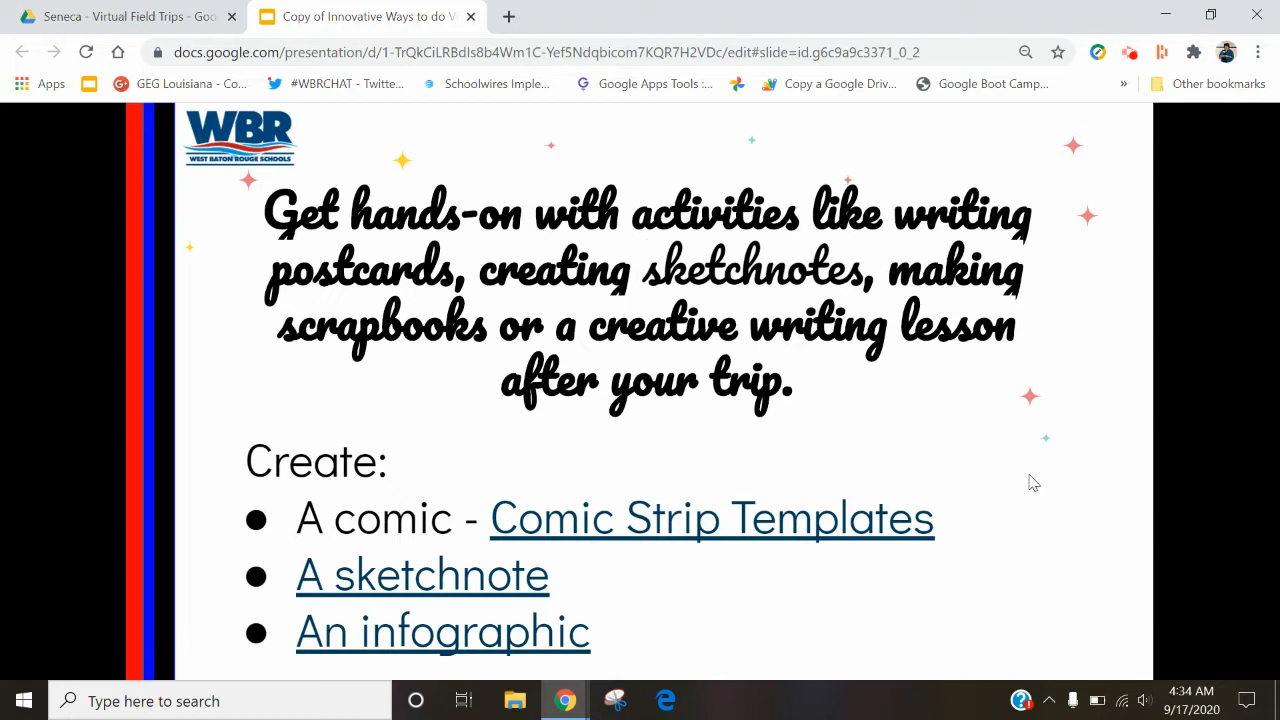 Seneca - Virtual Field Trips - Goo
Copy of Innovative Ways to do V
docs.google.com/presentation/d/1-TrQkCiLR6dIs8b4Wm1C-Yef5Ndqbicom7KQR7H2VDc/edit#slide=id.g6c9a9c3371_0_2
Apps
GEG Louisiana - Co...
#WBRCHAT - Twitte...
Schoolwires Imple...
Google Apps Tools :...
Copy a Google Driv...
Google Boot Camp...
»
Other bookmarks
WBR
WEST BATON ROUGE SCHOOLS
Get hands-on with activities like writing
postcards, creating sketchnotes, making
scrapbooks or a creative writing lesson
after your trip.
Create:
● A comic - Comic Strip Templates
● A sketchnote
● An infographic
Type here to search
4:34 AM
9/17/2020